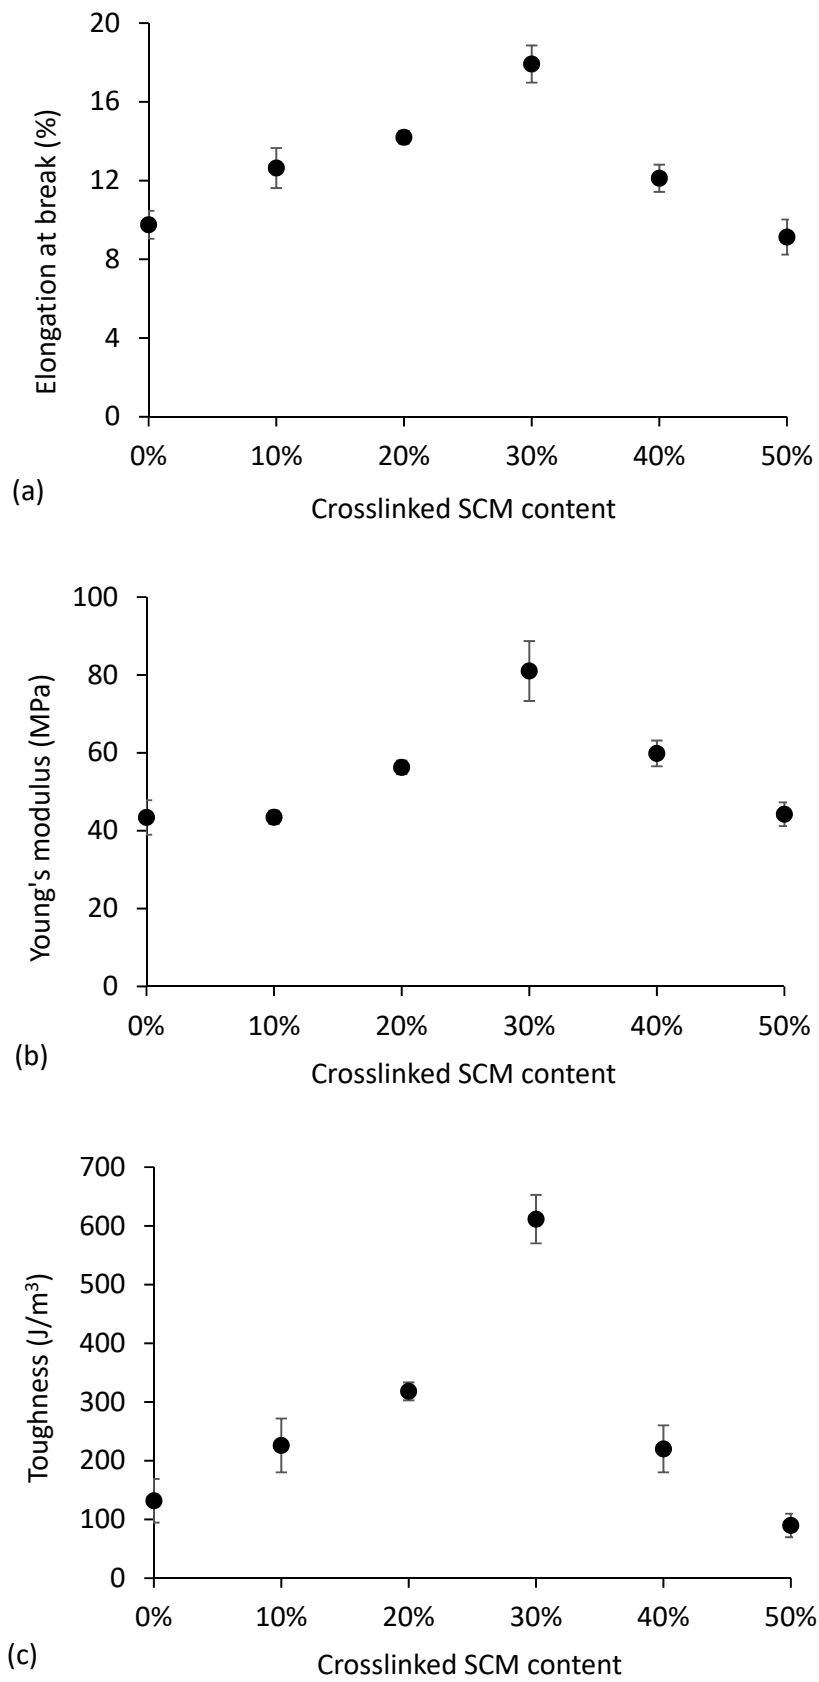 20
16
12
8
4
0
Elongation at break (%)
0% 10% 20% 30% 40% 50%
(a)
Crosslinked SCM content
100
80
60
40
20
0
Young's modulus (MPa)
0% 10% 20% 30% 40% 50%
(b)
Crosslinked SCM content
700
600
500
400
300
200
100
0
Toughness (J/m³)
0% 10% 20% 30% 40% 50%
(c)
Crosslinked SCM content